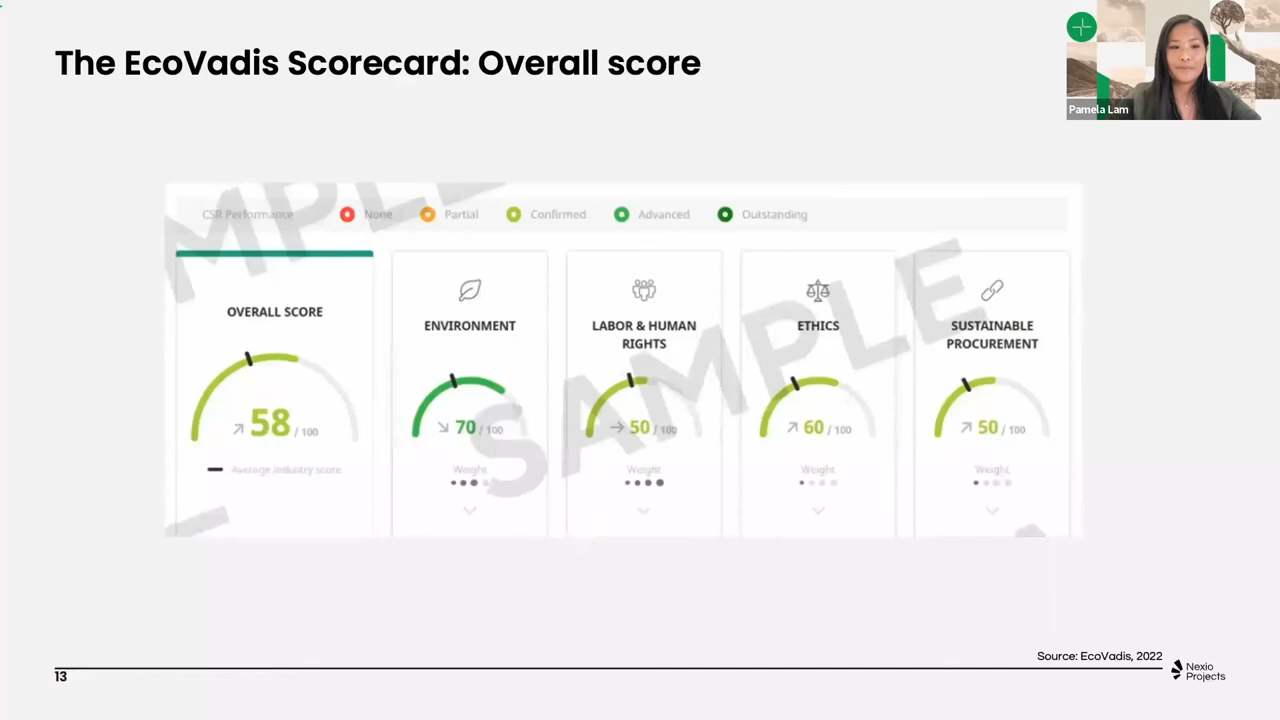 The EcoVadis Scorecard: Overall score
Pamela Lam
CSR Performance
None
Partial
Confirmed
Advanced
Outstanding
SAMPLE
OVERALL SCORE
58 / 100
Average industry score
ENVIRONMENT
70 / 100
Weight
LABOR & HUMAN
RIGHTS
50 / 100
Weight
ETHICS
60 / 100
Weight
SUSTAINABLE
PROCUREMENT
50 / 100
Weight
Source: EcoVadis, 2022
13
Nexio
Projects